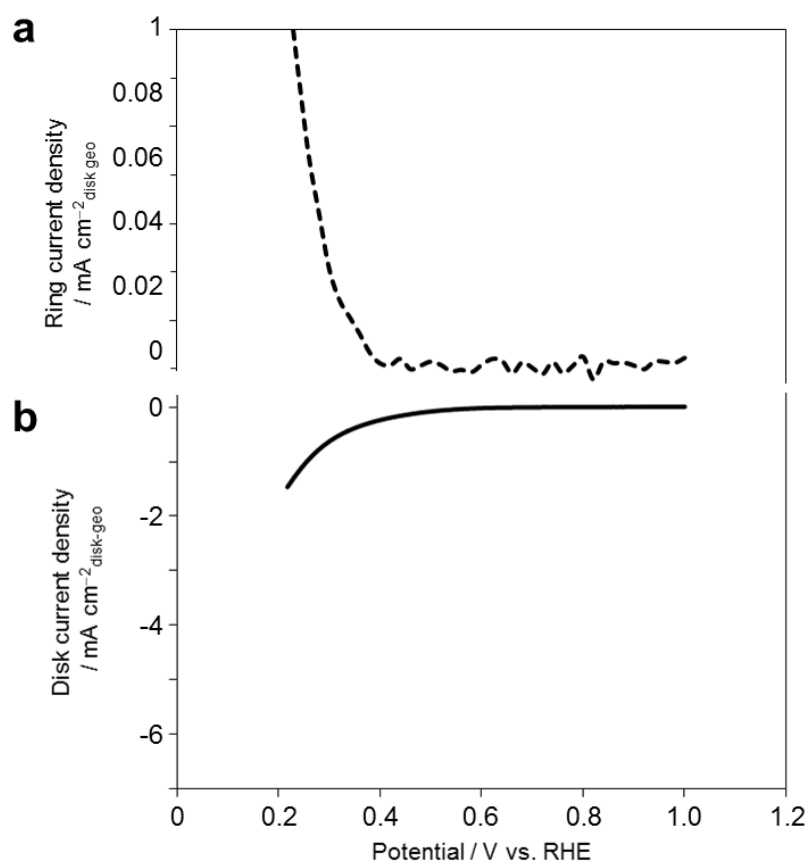 a
1
0.08
0.06
0.04
0.02
0
Ring current density
/ mA cm⁻²disk geo
b
0
-2
-4
-6
Disk current density
/ mA cm⁻²disk-geo
0 0.2 0.4 0.6 0.8 1.0 1.2
Potential / V vs. RHE